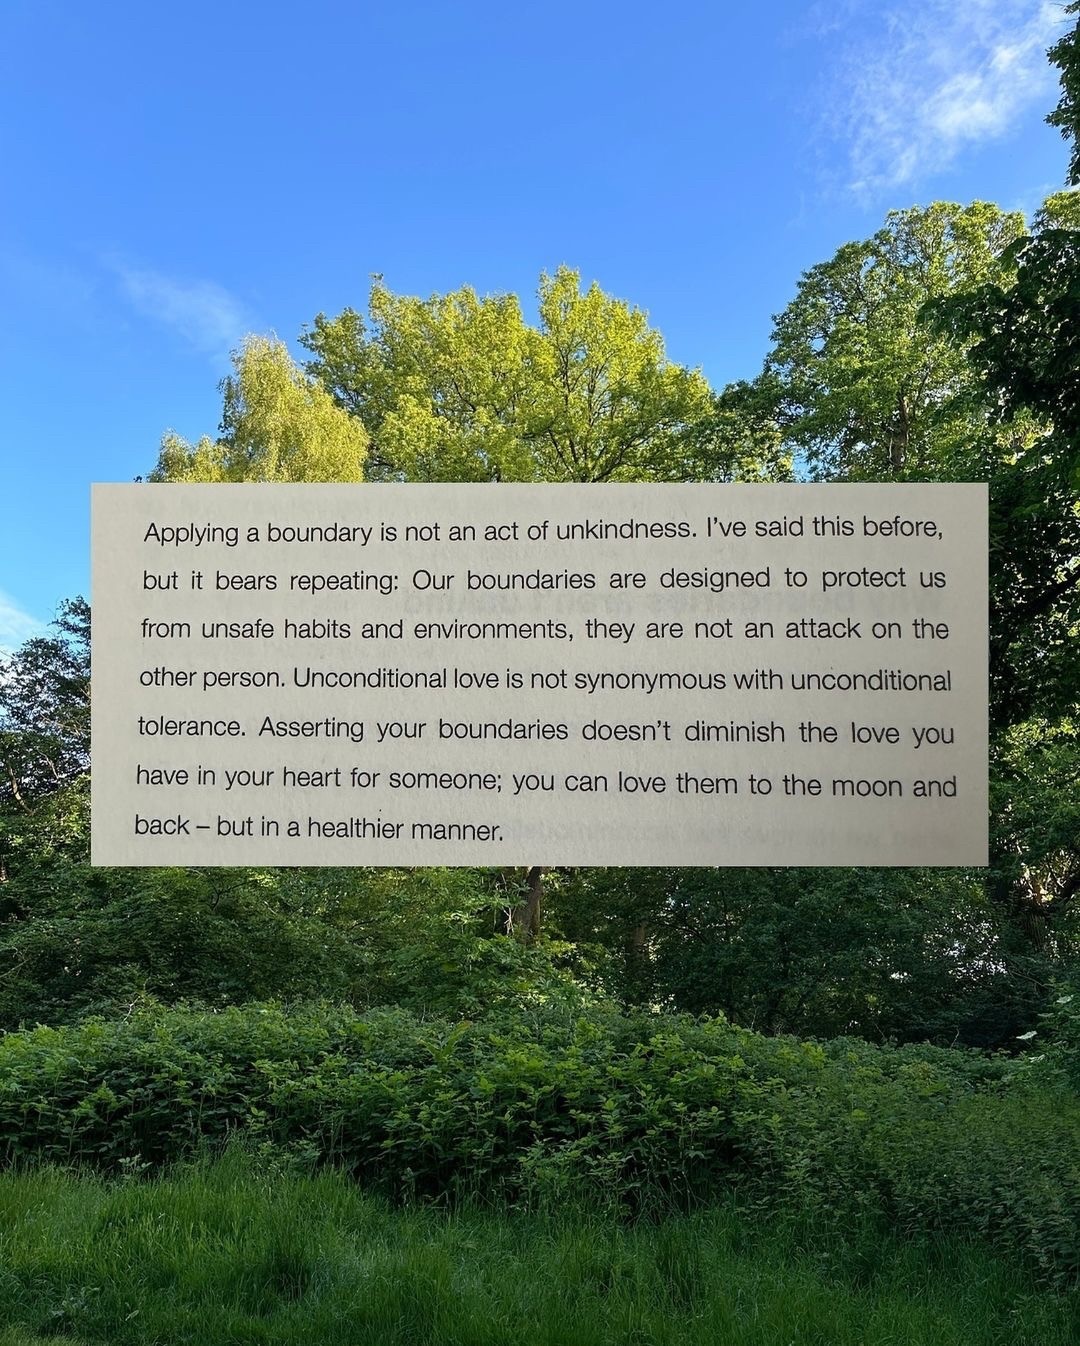 Applying a boundary is not an act of unkindness. I've said this before,
but it bears repeating: Our boundaries are designed to protect us
from unsafe habits and environments, they are not an attack on the
other person. Unconditional love is not synonymous with unconditional
tolerance. Asserting your boundaries doesn't diminish the love you
have in your heart for someone; you can love them to the moon and
back – but in a healthier manner.